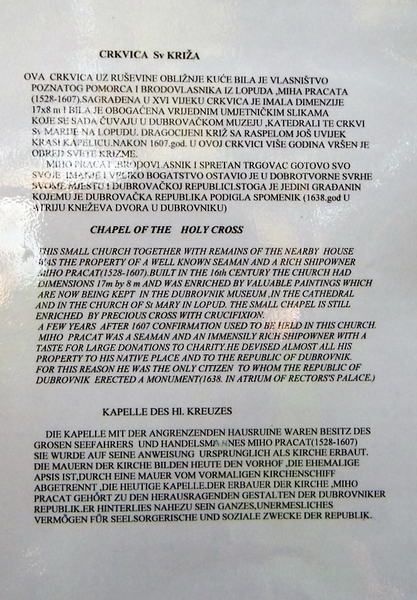 CRKVICA Sv KRIŽA
OVA CRKVICA UZ RUŠEVINE OBLIŽNJE KUĆE BILA JE VLASNIŠTVO
POZNATOG POMORCA I BRODOVLASNIKA IZ LOPUDA ,MIHA PRACATA
(1528-1607).SAGRAĐENA U XVI VIJEKU CRKVICA JE IMALA DIMENZIJE
17x8 m I BILA JE OBOGAĆENA VRIJEDNIM UMJETNIČKIM SLIKAMA
KOJE SE SADA ČUVAJU U DUBROVAČKOM MUZEJU ,KATEDRALI I TE CRKVI
Sv MARIJE NA LOPUDU. DRAGOCIJENI KRIŽ SA RASPELOM JOŠ UVIJEK
KRASI KAPELICU.NAKON 1607.god. U OVOJ CRKVICI VIŠE GODINA VRŠEN JE
OBRED SVETE KRIZME.
MIHO PRACAT ,BRODOVLASNIK I SPRETAN TRGOVAC GOTOVO SVO
SVOJE IMANJE I VELIKO BOGATSTVO OSTAVIO JE U DOBROTVORNE SVRHE
SVOME MJESTU I DUBROVAČKOJ REPUBLICI.STOGA JE JEDINI GRAĐANIN
KOJEMU JE DUBROVAČKA REPUBLIKA PODIGLA SPOMENIK (1638.god U
ATRIJU KNEŽEVA DVORA U DUBROVNIKU)
CHAPEL OF THE HOLY CROSS
THIS SMALL CHURCH TOGETHER WITH REMAINS OF THE NEARBY HOUSE
WAS THE PROPERTY OF A WELL KNOWN SEAMAN AND A RICH SHIPOWNER
MIHO PRACAT(1528-1607),BUILT IN THE 16th CENTURY THE CHURCH HAD
DIMENSIONS 17m by 8 m AND WAS ENRICHED BY VALUABLE PAINTINGS WHICH
ARE NOW BEING KEPT IN THE DUBROVNIK MUSEUM ,IN THE CATHEDRAL
AND IN THE CHURCH OF St MARY IN LOPUD. THE SMALL CHAPEL IS STILL
ENRICHED BY PRECIOUS CROSS WITH CRUCIFIXION.
A FEW YEARS AFTER 1607 CONFIRMATION USED TO BE HELD IN THIS CHURCH.
MIHO PRACAT WAS A SEAMAN AND AN IMMENSILY RICH SHIPOWNER WITH A
TASTE FOR LARGE DONATIONS TO CHARITY.HE DEVISED ALMOST ALL HIS
PROPERTY TO HIS NATIVE PLACE AND TO THE REPUBLIC OF DUBROVNIK.
FOR THIS REASON HE WAS THE ONLY CITIZEN TO WHOM THE REPUBLIC OF
DUBROVNIK ERECTED A MONUMENT(1638. IN ATRIUM OF RECTORS'S PALACE.)
KAPELLE DES Hl. KREUZES
DIE KAPELLE MIT DER ANGRENZENDEN HAUSRUINE WAREN BESITZ DES
GROSEN SEEFAHRERS UND HANDELSMANNES MIHO PRACAT(1528-1607)
SIE WURDE AUF SEINE ANWEISUNG URSPRUNGLICH ALS KIRCHE ERBAUT.
DIE MAUERN DER KIRCHE BILDEN HEUTE DEN VORHOF ,DIE EHEMALIGE
APSIS IST,DURCH EINE MAUER VOM VORMALIGEN KIRCHENSCHIFF
ABGETRENNT ,DIE HEUTIGE KAPELLE.DER ERBAUER DER KIRCHE ,MIHO
PRACAT GEHÖRT ZU DEN HERAUSRAGENDEN GESTALTEN DER DUBROVNIKER
REPUBLIK.ER HINTERLIES NAHEZU SEIN GANZES,UNERMESLICHES
VERMÖGEN FÜR SEELSORGERISCHE UND SOZIALE ZWECKE DER REPUBLIK.